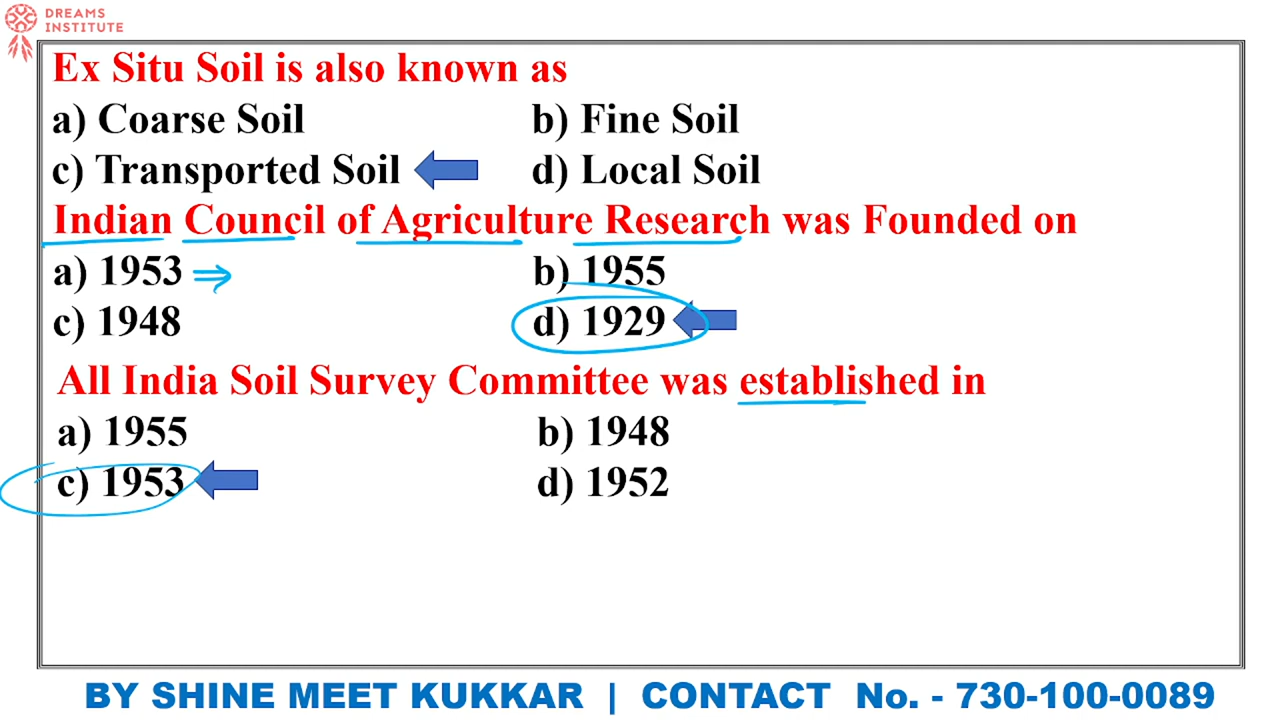 DREAMS
INSTITUTE
Ex Situ Soil is also known as
a) Coarse Soil b) Fine Soil
c) Transported Soil d) Local Soil
Indian Council of Agriculture Research was Founded on
a) 1953 b) 1955
c) 1948 d) 1929
All India Soil Survey Committee was established in
a) 1955 b) 1948
c) 1953 d) 1952
BY SHINE MEET KUKKAR | CONTACT No. - 730-100-0089